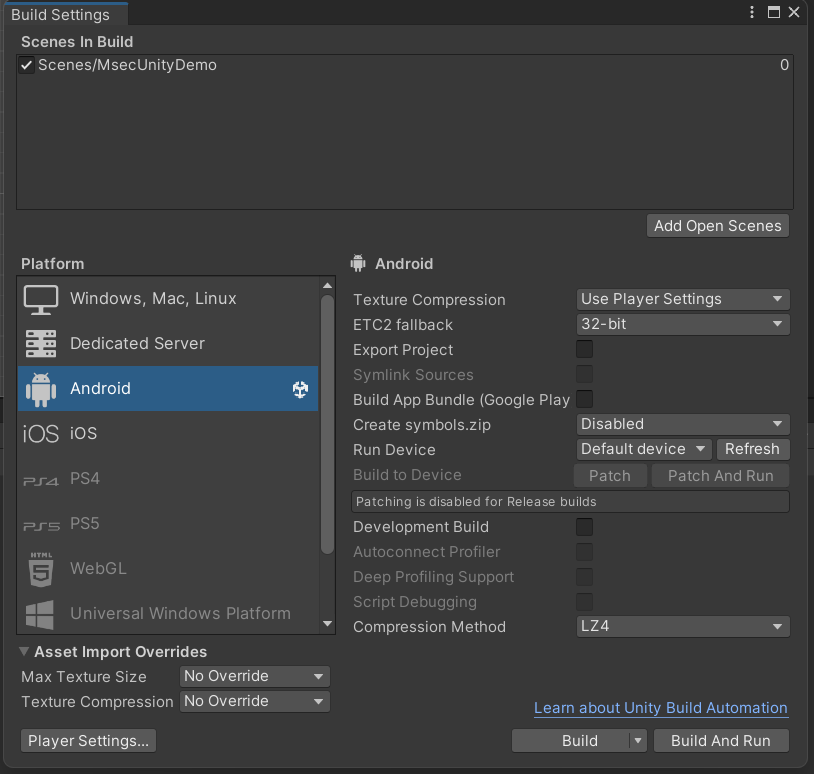 Build Settings
Scenes In Build
Scenes/MsecUnityDemo 0
Add Open Scenes
Platform
Windows, Mac, Linux
Dedicated Server
Android
iOS iOS
PS4 PS4
PS5 PS5
HTML 5 WebGL
Universal Windows Platform
Android
Texture Compression Use Player Settings
ETC2 fallback 32-bit
Export Project
Symlink Sources
Build App Bundle (Google Play
Create symbols.zip Disabled
Run Device Default device Refresh
Build to Device Patch Patch And Run
Patching is disabled for Release builds
Development Build
Autoconnect Profiler
Deep Profiling Support
Script Debugging
Compression Method LZ4
Asset Import Overrides
Max Texture Size No Override
Texture Compression No Override
Learn about Unity Build Automation
Player Settings... Build Build And Run